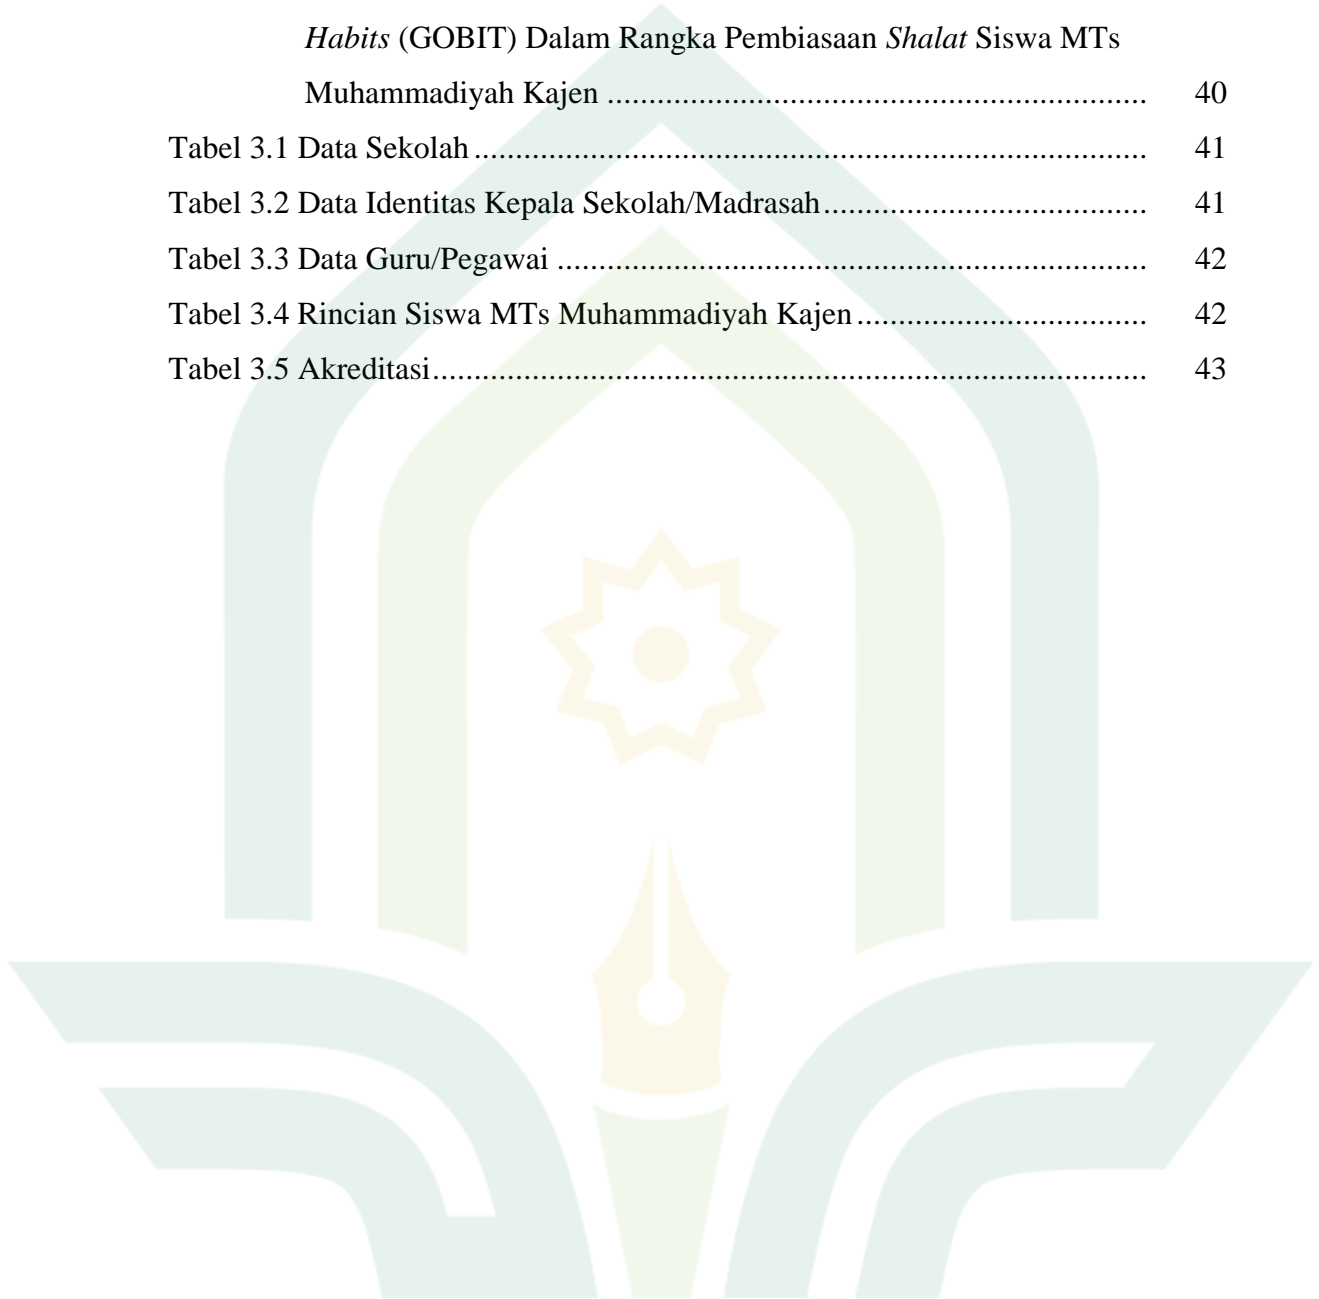 Habits (GOBIT) Dalam Rangka Pembiasaan Shalat Siswa MTs
Muhammadiyah Kajen .................................................................. 40
Tabel 3.1 Data Sekolah .................................................................................. 41
Tabel 3.2 Data Identitas Kepala Sekolah/Madrasah....................................... 41
Tabel 3.3 Data Guru/Pegawai ........................................................................ 42
Tabel 3.4 Rincian Siswa MTs Muhammadiyah Kajen................................... 42
Tabel 3.5 Akreditasi....................................................................................... 43